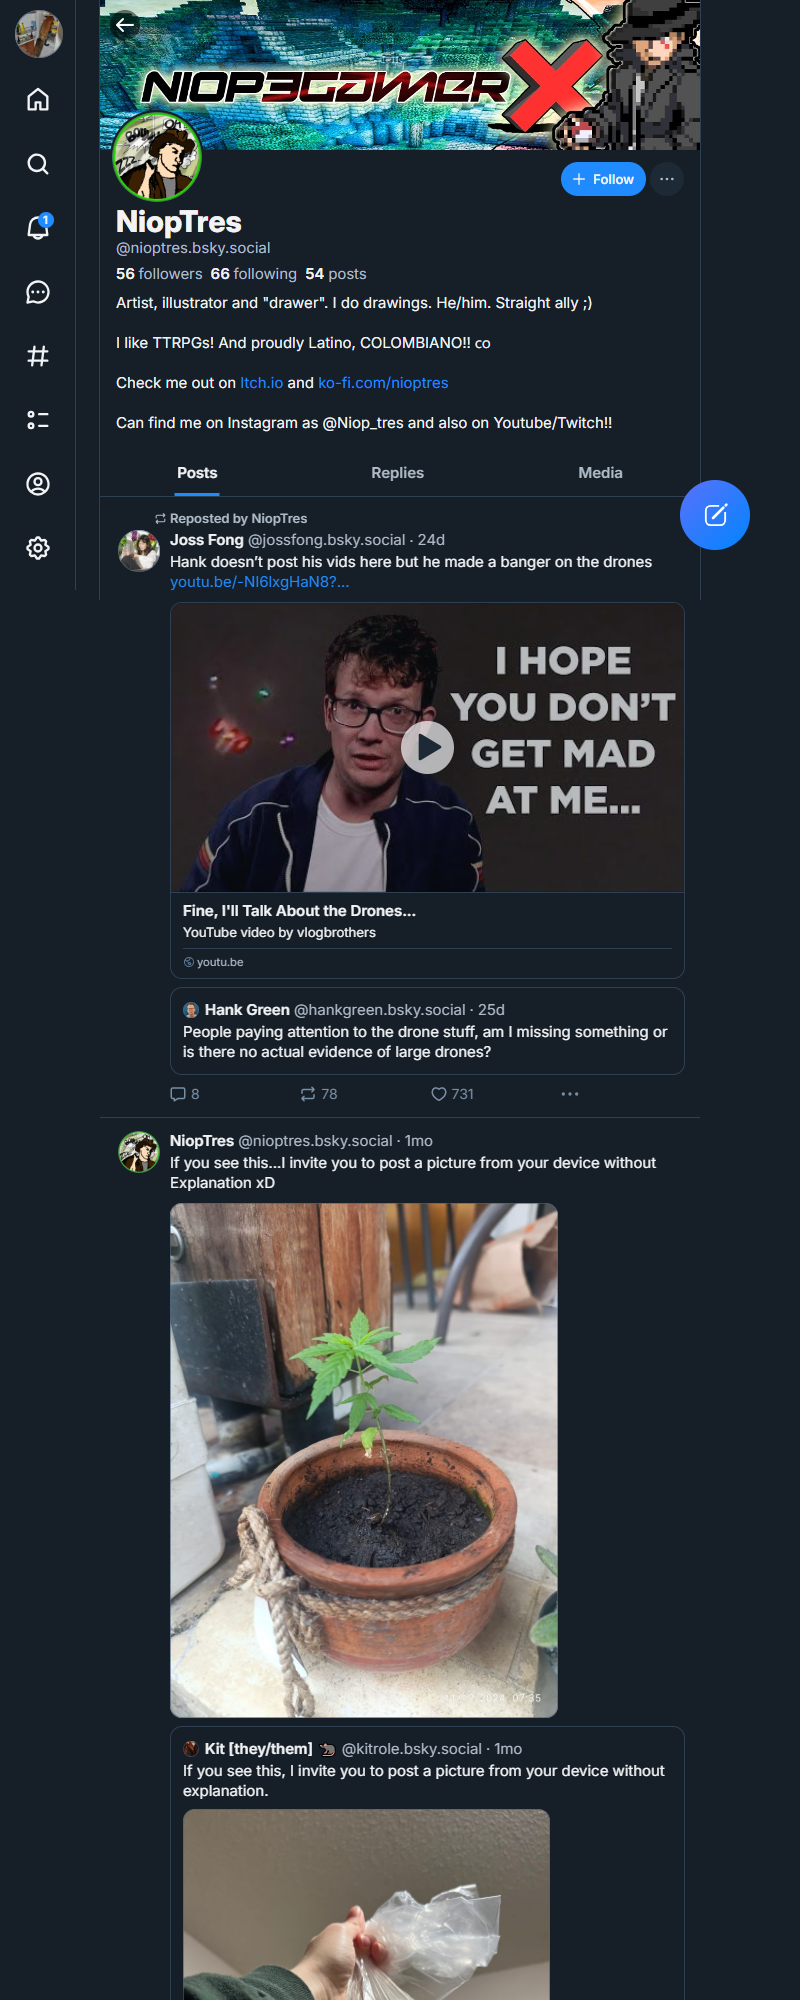 NIOP3GAMER X
BOWS
OH
ZZZ
1
+ Follow
NiopTres
@nioptres.bsky.social
56 followers 66 following 54 posts
Artist, illustrator and "drawer". I do drawings. He/him. Straight ally ;)
I like TTRPGs! And proudly Latino, COLOMBIANO!! co
Check me out on Itch.io and ko-fi.com/nioptres
Can find me on Instagram as @Niop_tres and also on Youtube/Twitch!!
Posts Replies Media
Reposted by NiopTres
Joss Fong @jossfong.bsky.social · 24d
Hank doesn’t post his vids here but he made a banger on the drones
youtu.be/-NI6lxgHaN8?...
I HOPE
YOU DON’T
GET MAD
AT ME...
Fine, I'll Talk About the Drones...
YouTube video by vlogbrothers
youtu.be
Hank Green @hankgreen.bsky.social · 25d
People paying attention to the drone stuff, am I missing something or
is there no actual evidence of large drones?
8 78 731
NiopTres @nioptres.bsky.social · 1mo
If you see this...I invite you to post a picture from your device without
Explanation xD
2024 07:35
Kit [they/them] 🐀 @kitrole.bsky.social · 1mo
If you see this, I invite you to post a picture from your device without
explanation.